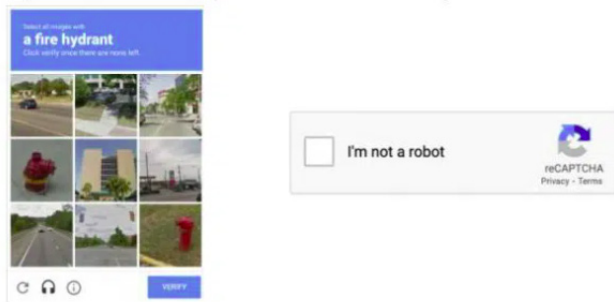 Select all images with
a fire hydrant
Click verify once there are none left.
VERIFY
I'm not a robot
reCAPTCHA
Privacy - Terms